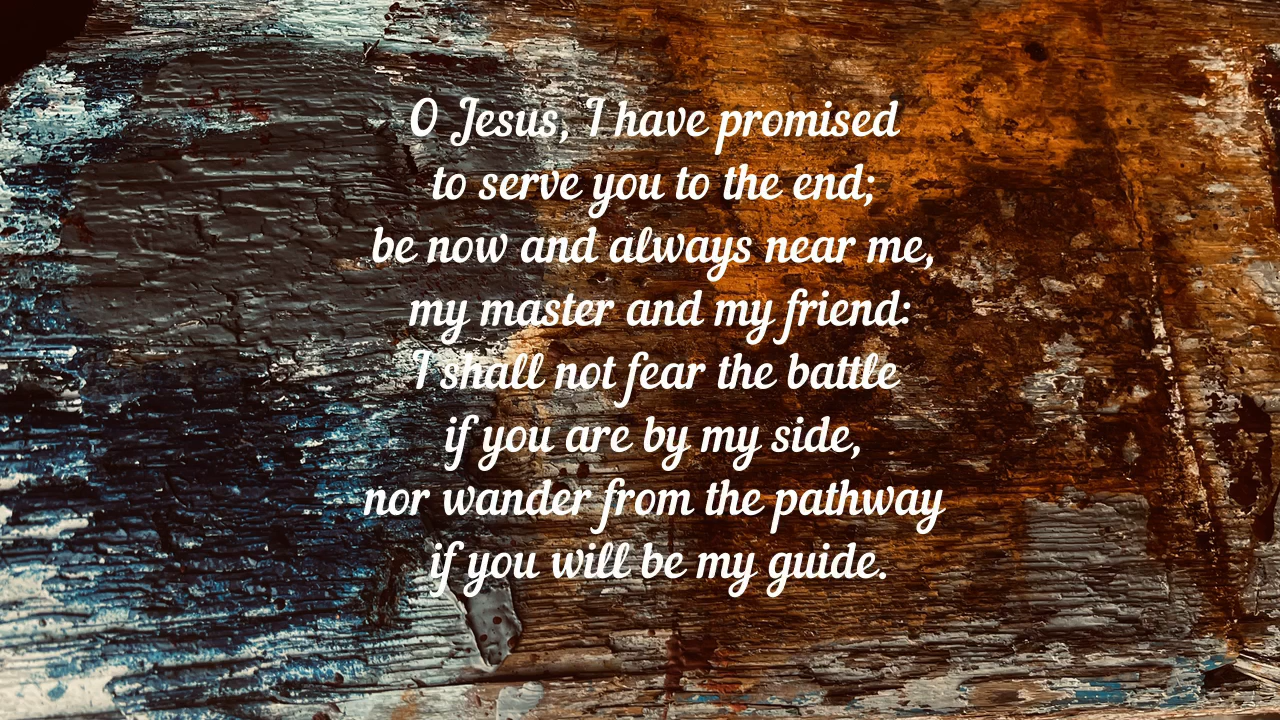 O Jesus, I have promised
to serve you to the end;
be now and always near me,
my master and my friend:
I shall not fear the battle
if you are by my side,
nor wander from the pathway
if you will be my guide.